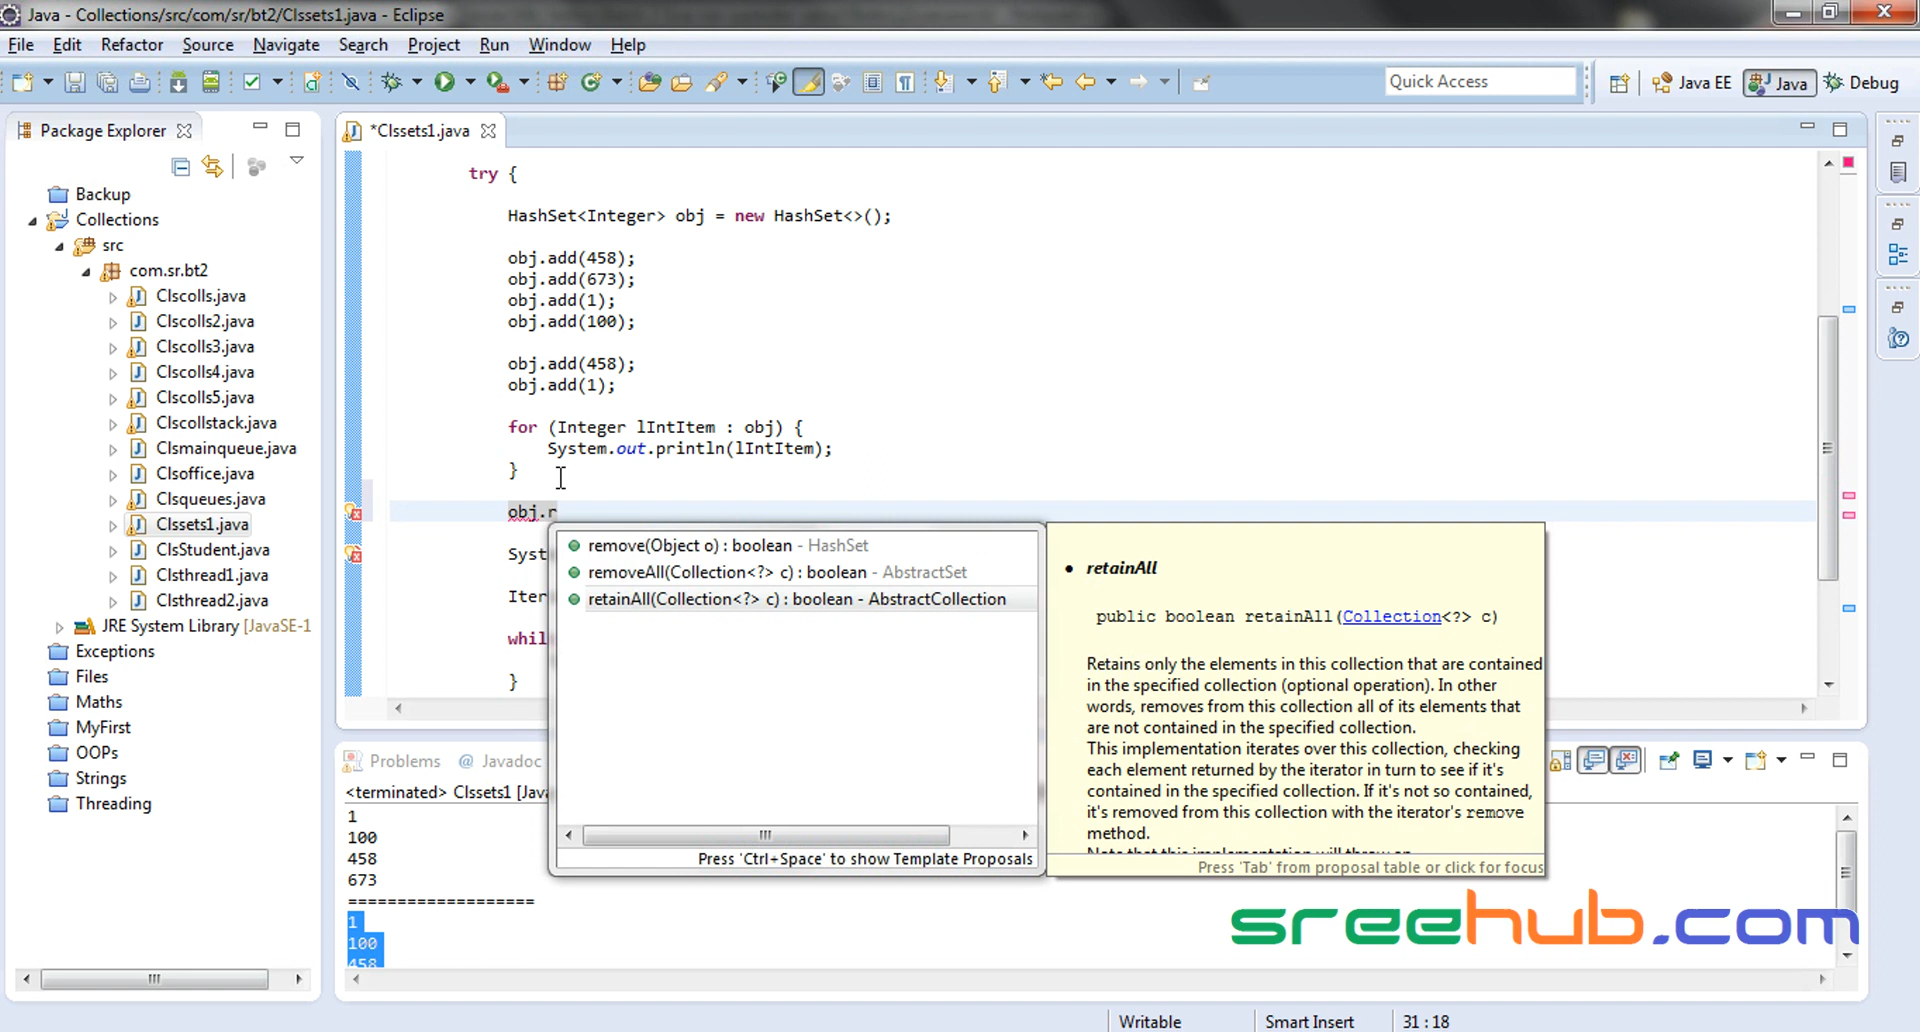 Java - Collections/src/com/sr/bt2/Clssets1.java - Eclipse
File Edit Refactor Source Navigate Search Project Run Window Help
Quick Access
Java EE
Java
Debug
Package Explorer
*Clssets1.java
Backup
Collections
src
com.sr.bt2
Clscolls.java
Clscolls2.java
Clscolls3.java
Clscolls4.java
Clscolls5.java
Clscollstack.java
Clsmainqueue.java
Clsoffice.java
Clsqueues.java
Clssets1.java
ClsStudent.java
Clsthread1.java
Clsthread2.java
JRE System Library [JavaSE-1
Exceptions
Files
Maths
MyFirst
OOPs
Strings
Threading
try {
HashSet<Integer> obj = new HashSet<>();
obj.add(458);
obj.add(673);
obj.add(1);
obj.add(100);
obj.add(458);
obj.add(1);
for (Integer lIntItem : obj) {
System.out.println(lIntItem);
}
obj.r
Syst
Iter
whil
}
remove(Object o) : boolean - HashSet
removeAll(Collection<?> c) : boolean - AbstractSet
retainAll(Collection<?> c) : boolean - AbstractCollection
Press 'Ctrl+Space' to show Template Proposals
• retainAll
public boolean retainAll(Collection<?> c)
Retains only the elements in this collection that are contained
in the specified collection (optional operation). In other
words, removes from this collection all of its elements that
are not contained in the specified collection.
This implementation iterates over this collection, checking
each element returned by the iterator in turn to see if it's
contained in the specified collection. If it's not so contained,
it's removed from this collection with the iterator's remove
method.
Note that this implementation will throw an
Press 'Tab' from proposal table or click for focus
Problems @ Javadoc
<terminated> Clssets1 [Java
1
100
458
673
===================
1
100
458
sreehub.com
Writable
Smart Insert
31 : 18